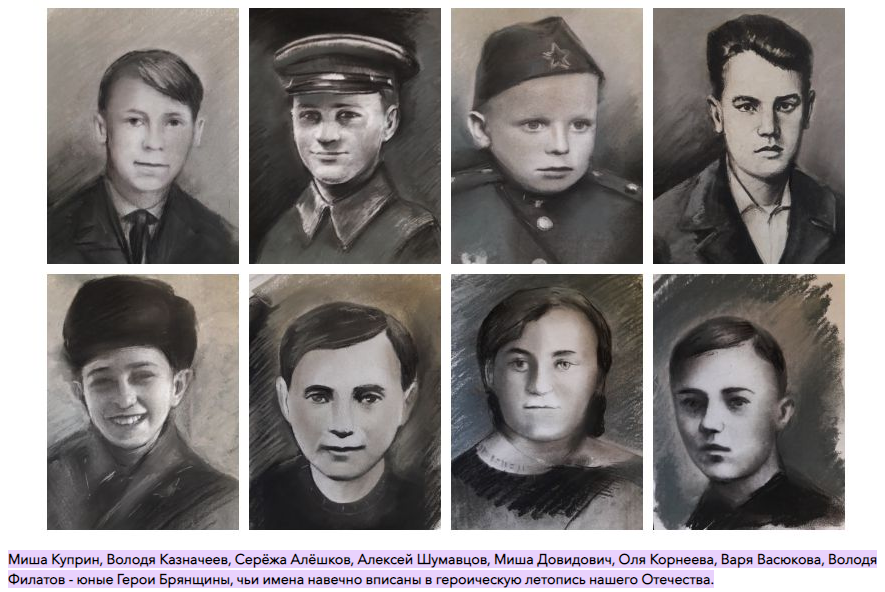 Миша Куприн, Володя Казначеев, Серёжа Алёшков, Алексей Шумавцов, Миша Довидович, Оля Корнеева, Варя Васюкова, Володя
Филатов - юные Герои Брянщины, чьи имена навечно вписаны в героическую летопись нашего Отечества.